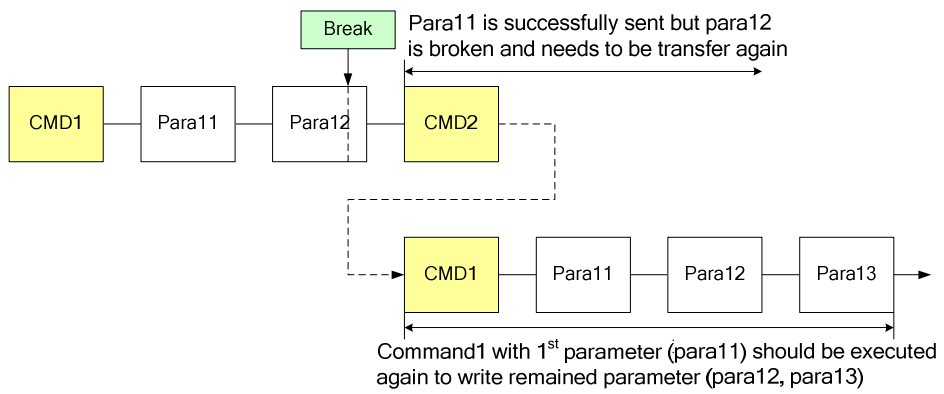 Break
Para11 is successfully sent but para12
is broken and needs to be transfer again
CMD1
Para11
Para12
CMD2
CMD1
Para11
Para12
Para13
Command1 with 1st parameter (para11) should be executed
again to write remained parameter (para12, para13)